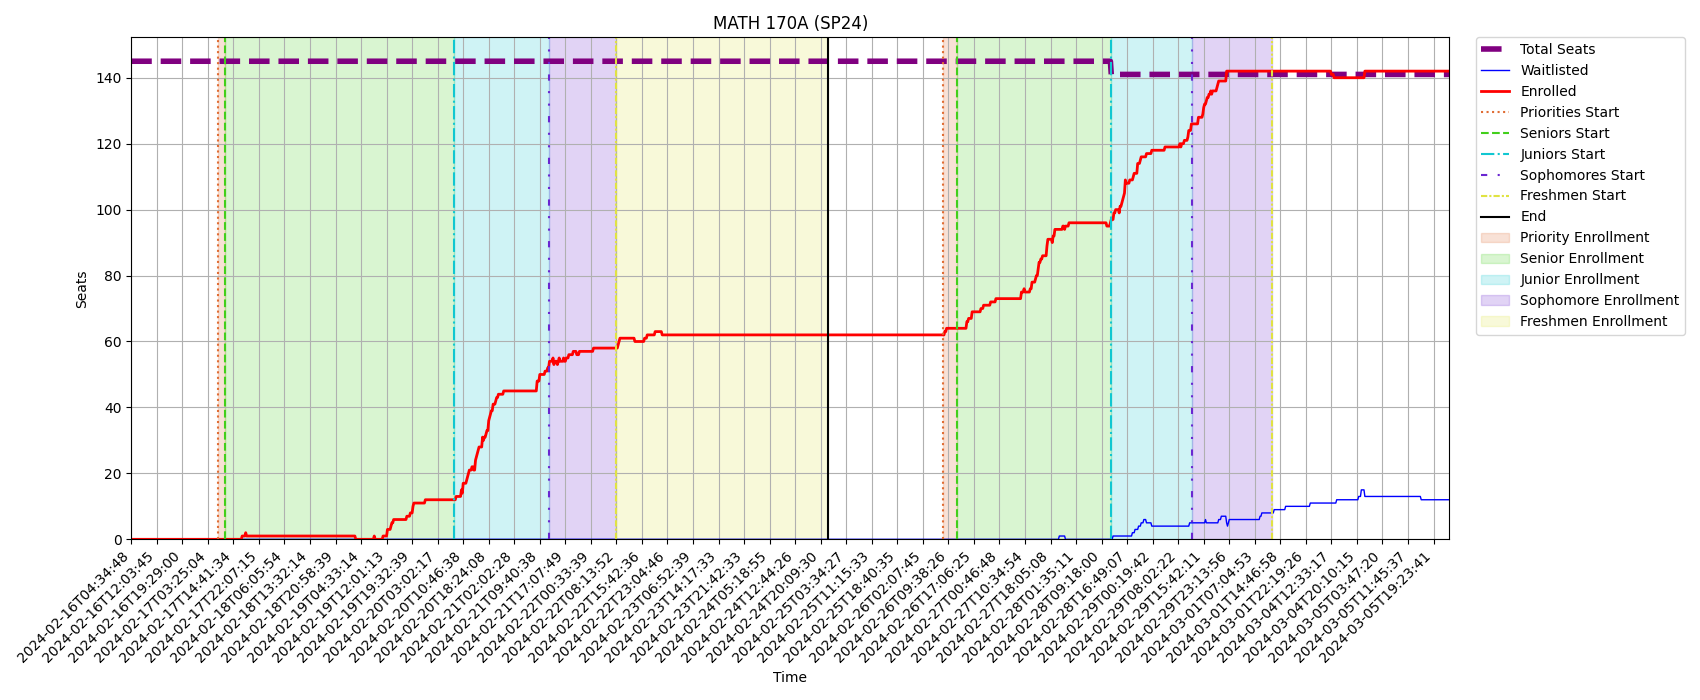 MATH 170A (SP24)
Seats
140
120
100
80
60
40
20
0
2024-02-16T04:34:48
2024-02-16T12:03:45
2024-02-16T19:29:00
2024-02-17T03:25:04
2024-02-17T14:41:34
2024-02-17T22:07:15
2024-02-18T06:05:54
2024-02-18T13:32:14
2024-02-18T20:58:39
2024-02-19T04:33:14
2024-02-19T12:01:13
2024-02-19T19:32:39
2024-02-20T03:02:17
2024-02-20T10:46:38
2024-02-20T18:24:08
2024-02-21T02:02:28
2024-02-21T09:40:38
2024-02-21T17:07:49
2024-02-22T00:33:39
2024-02-22T08:13:52
2024-02-22T15:42:36
2024-02-22T23:04:46
2024-02-23T06:52:39
2024-02-23T14:17:33
2024-02-23T21:42:33
2024-02-24T05:18:55
2024-02-24T12:44:26
2024-02-24T20:09:30
2024-02-25T03:34:27
2024-02-25T11:15:33
2024-02-25T18:40:35
2024-02-26T02:07:45
2024-02-26T09:38:26
2024-02-26T17:06:25
2024-02-27T00:46:48
2024-02-27T10:34:54
2024-02-27T18:05:08
2024-02-28T01:35:11
2024-02-28T09:18:00
2024-02-28T16:49:07
2024-02-29T00:19:42
2024-02-29T08:02:22
2024-02-29T15:42:11
2024-02-29T23:13:56
2024-03-01T07:04:53
2024-03-01T14:46:58
2024-03-01T22:19:26
2024-03-04T12:33:17
2024-03-04T20:10:15
2024-03-05T03:47:20
2024-03-05T11:45:37
2024-03-05T19:23:41
Time
Total Seats
Waitlisted
Enrolled
Priorities Start
Seniors Start
Juniors Start
Sophomores Start
Freshmen Start
End
Priority Enrollment
Senior Enrollment
Junior Enrollment
Sophomore Enrollment
Freshmen Enrollment